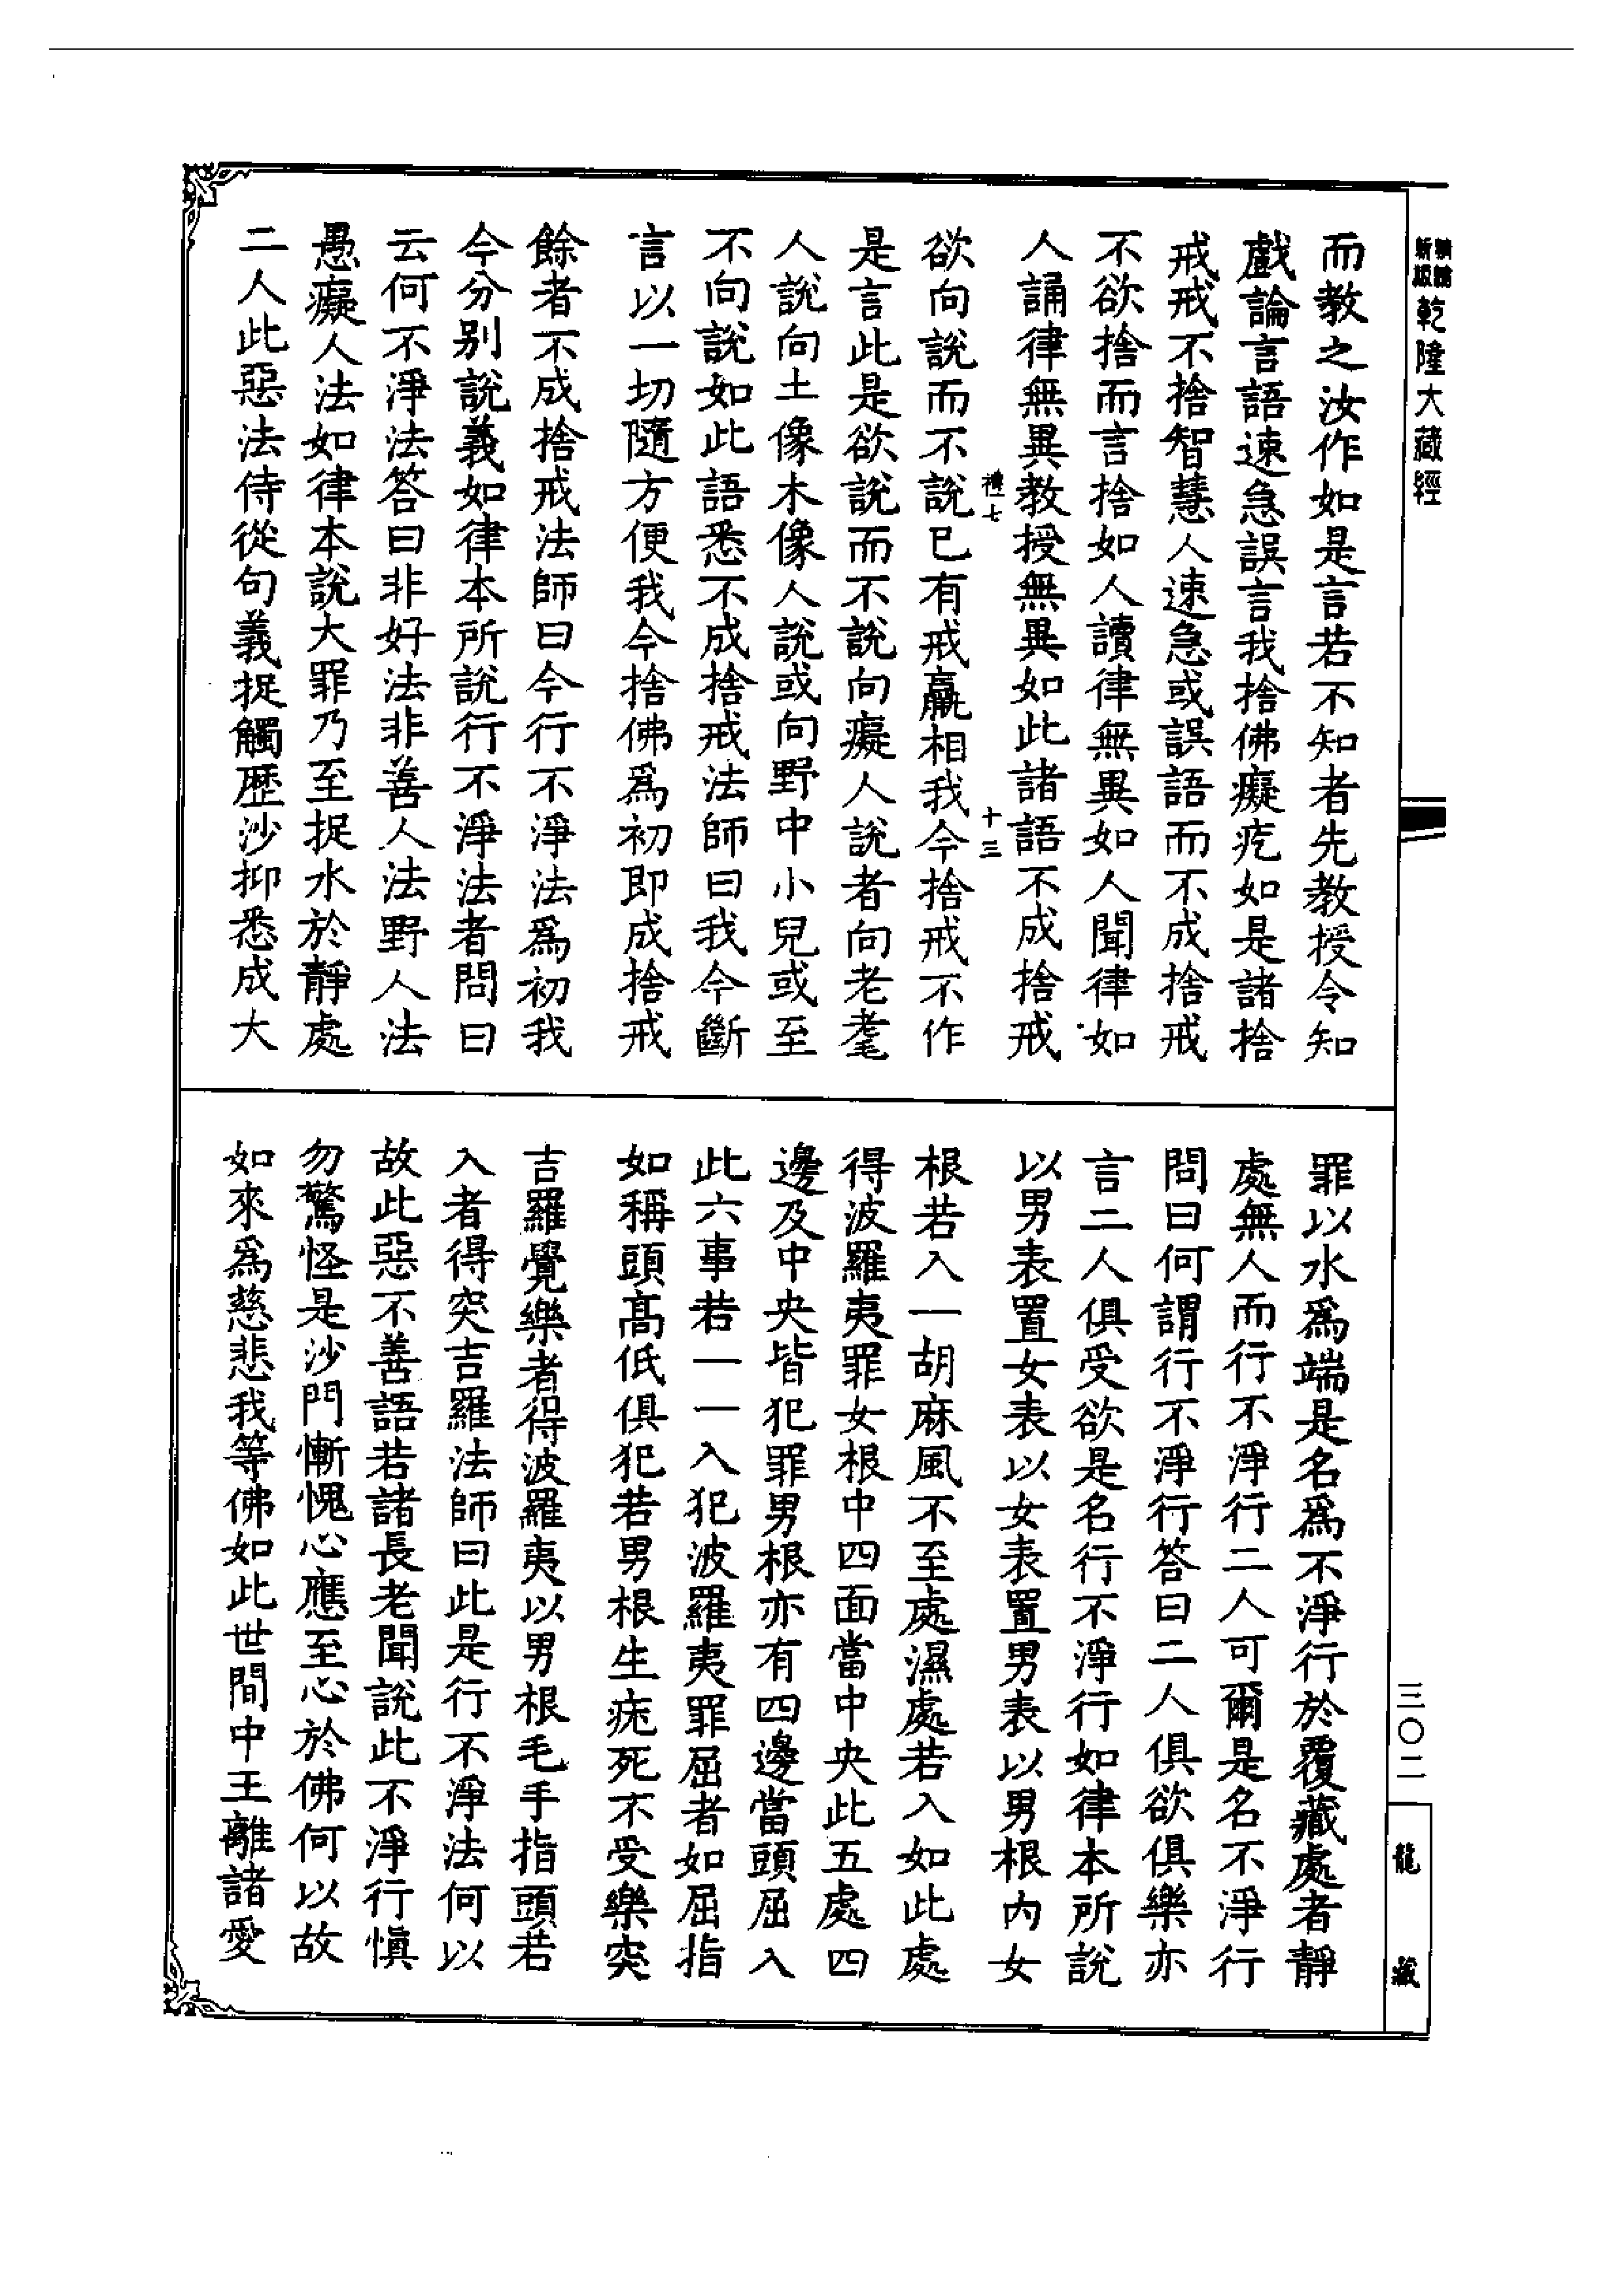 新版
乾隆大藏經
而教之汝作如是言若不知者先教授令知
戲論言語速急誤言我捨佛癡疙如是諸捨
戒戒不捨智慧人速急或誤語而不成捨戒
不欲捨而言捨如人讀律無異如人聞律如
人誦律無異教授無異如此諸語不成捨戒
禮七
十三
欲向說而不說已有戒羸相我今捨戒不作
是言此是欲說而不說向癡人說者向老耄
人說向土像木像人說或向野中小兒或至
不向說如此語悉不成捨戒法師曰我今斷
言以一切隨方便我今捨佛為初即成捨戒
餘者不成捨戒法師曰今行不淨法為初我
今分別說義如律本所說行不淨法者問曰
云何不淨法答曰非好法非善人法野人法
愚癡人法如律本說大罪乃至捉水於靜處
二人此惡法侍從句義捉觸歷沙抑悉成大
罪以水為端是名為不淨行於覆藏處者靜
處無人而行不淨行二人可爾是名不淨行
問曰何謂行不淨行答曰二人俱欲俱樂亦
言二人俱受欲是名行不淨行如律本所說
以男表置女表以女表置男表以男根內女
根若入一胡麻風不至處濕處若入如此處
得波羅夷罪女根中四面當中央此五處四
邊及中央皆犯罪男根亦有四邊當頭屈入
此六事若一一入犯波羅夷罪屈者如屈指
如稱頭高低俱犯若男根生疣死不受樂突
吉羅覺樂者得波羅夷以男根毛手指頭若
入者得突吉羅法師曰此是行不淨法何以
故此惡不善語若諸長老聞說此不淨行慎
勿驚怪是沙門慚愧心應至心於佛何以故
如來為慈悲我等佛如此世間中王離諸愛
三〇二
龍藏